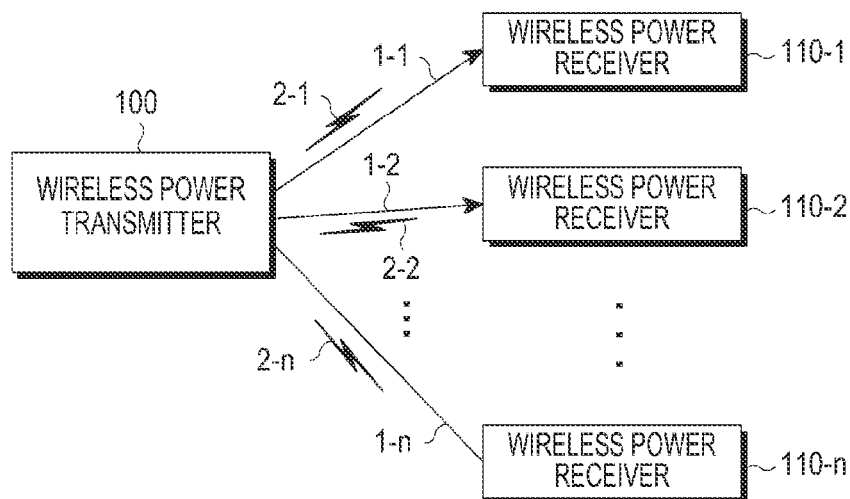 WIRELESS POWER
RECEIVER
110-1
1-1
2-1
100
WIRELESS POWER
TRANSMITTER
1-2
WIRELESS POWER
RECEIVER
110-2
2-2
2-n
1-n
WIRELESS POWER
RECEIVER
110-n